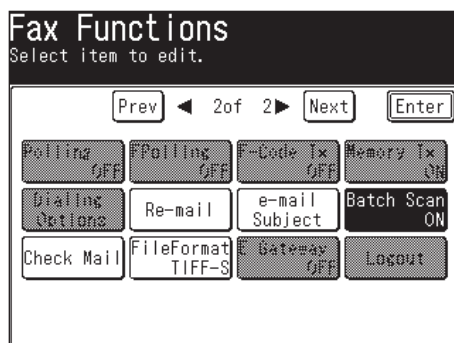 Fax Functions
Select item to edit.
Prev ◀ 2of 2▶ Next Enter
Polling OFF
FPolling OFF
F-Code Tx OFF
Memory Tx ON
Dialing Options
Re-mail
e-mail Subject
Batch Scan ON
Check Mail
FileFormat TIFF-S
E Gateway OFF
Logout